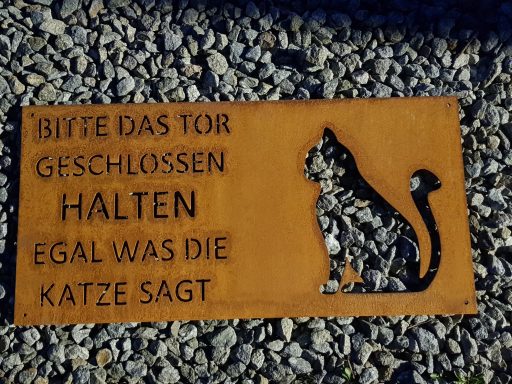 BITTE DAS TOR
GESCHLOSSEN
HALTEN
EGAL WAS DIE
KATZE SAGT